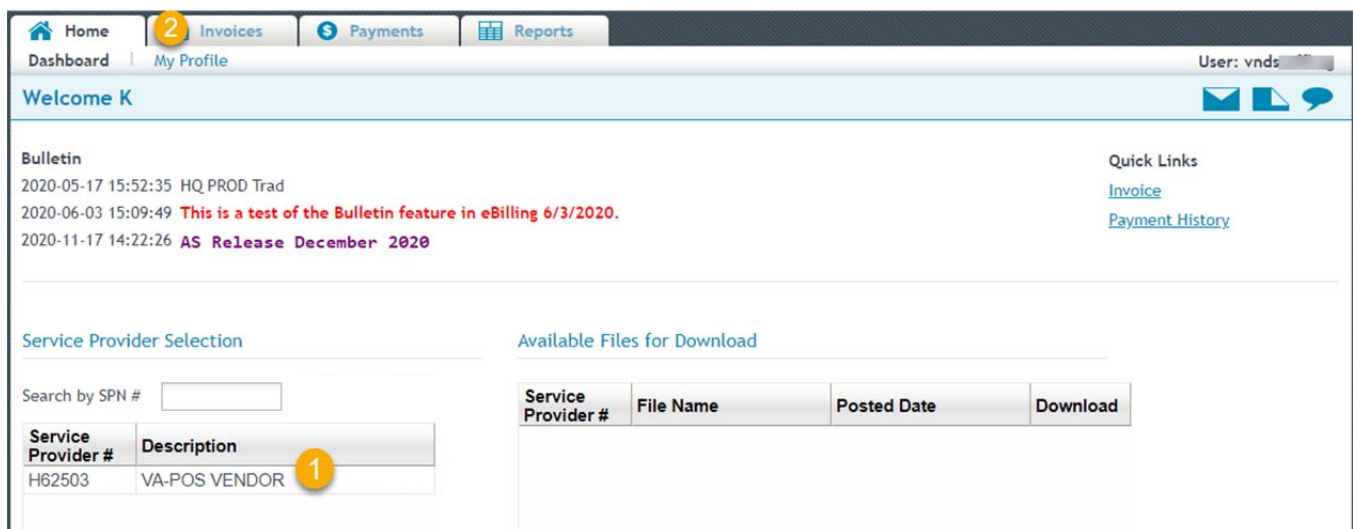 Home 2 Invoices Payments Reports
Dashboard My Profile User: vnds
Welcome K
Bulletin
2020-05-17 15:52:35 HQ PROD Trad
2020-06-03 15:09:49 This is a test of the Bulletin feature in eBilling 6/3/2020.
2020-11-17 14:22:26 AS Release December 2020
Quick Links
Invoice
Payment History
Service Provider Selection
Search by SPN #
Service Provider # Description
H62503 VA-POS VENDOR 1
Available Files for Download
Service Provider # File Name Posted Date Download